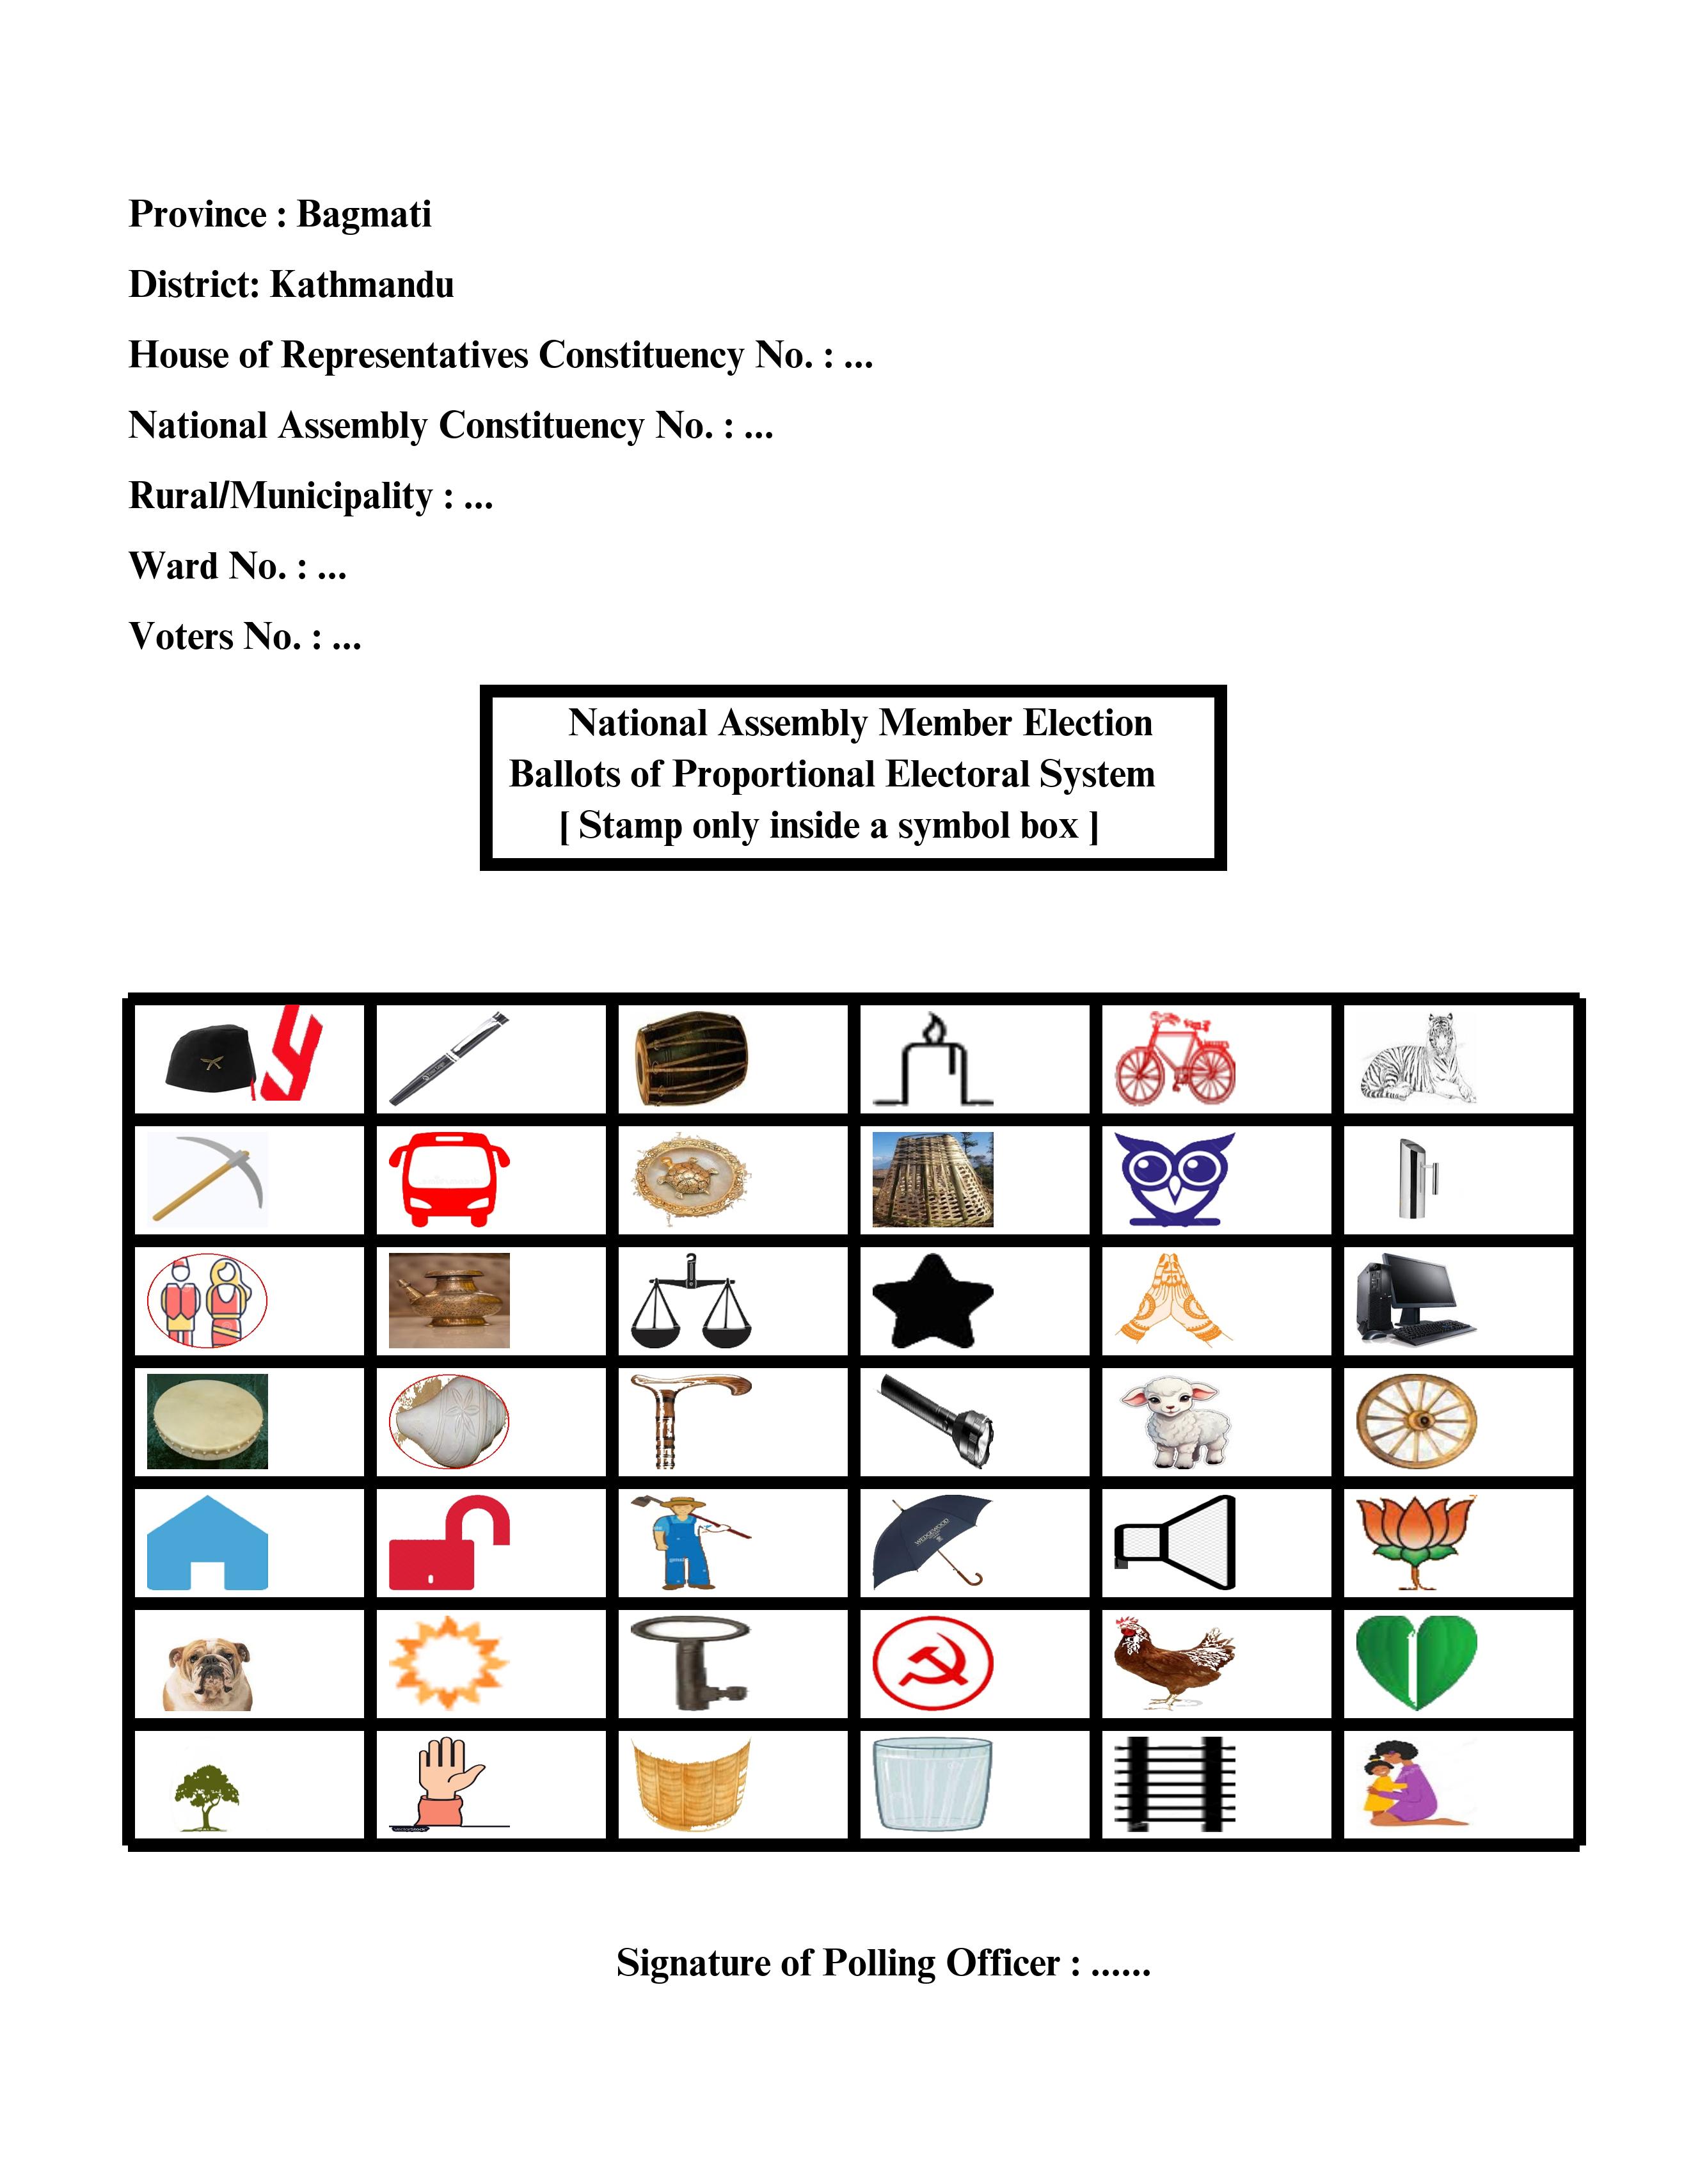 Province : Bagmati
District: Kathmandu
House of Representatives Constituency No. : ...
National Assembly Constituency No. : ...
Rural/Municipality : ...
Ward No. : ...
Voters No. : ...
National Assembly Member Election
Ballots of Proportional Electoral System
[ Stamp only inside a symbol box ]
WEDGEWOOD
Signature of Polling Officer : ......